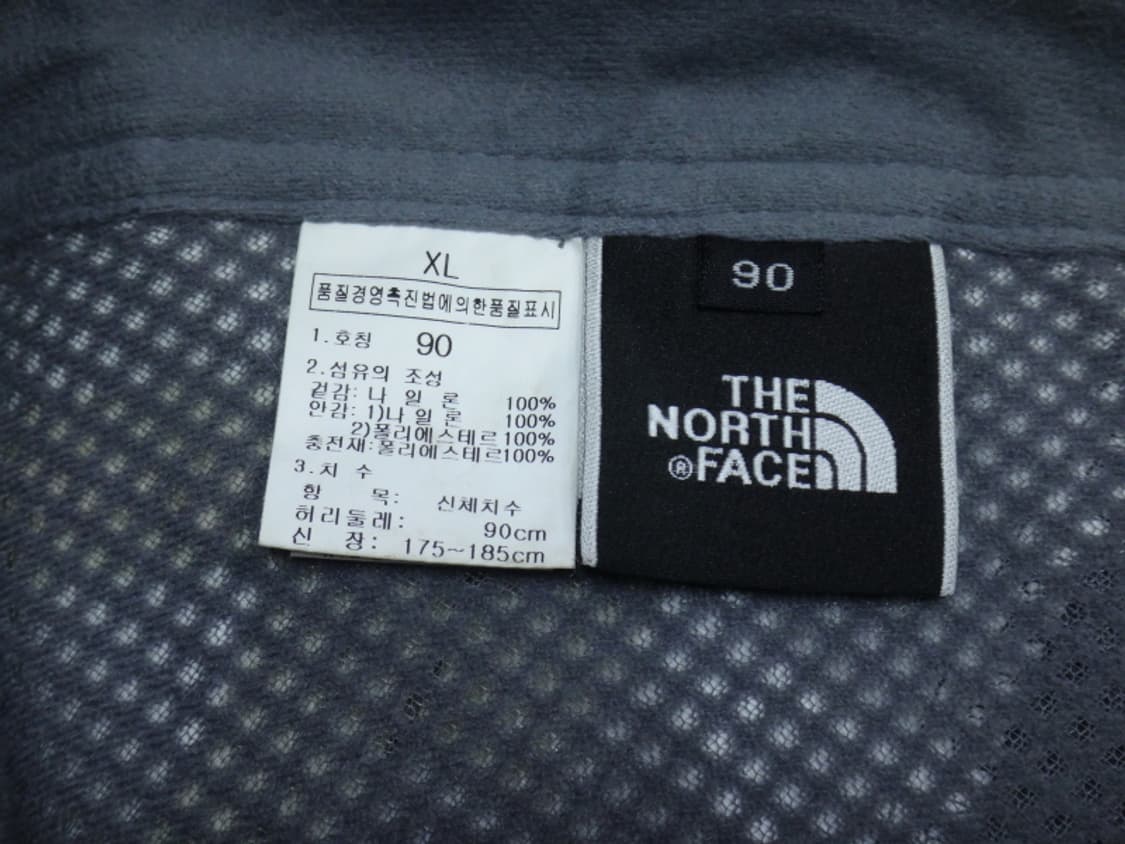 XL
품질경영촉진법에의한품질표시
1.호칭 90
2.섬유의 조성
겉감: 나 일 론 100%
안감: 1)나 일 론 100%
2)폴리에스테르 100%
충전재:폴리에스테르100%
3.치 수
항 목: 신체치수
허리둘레: 90cm
신 장: 175~185cm
90
THE
NORTH
®FACE